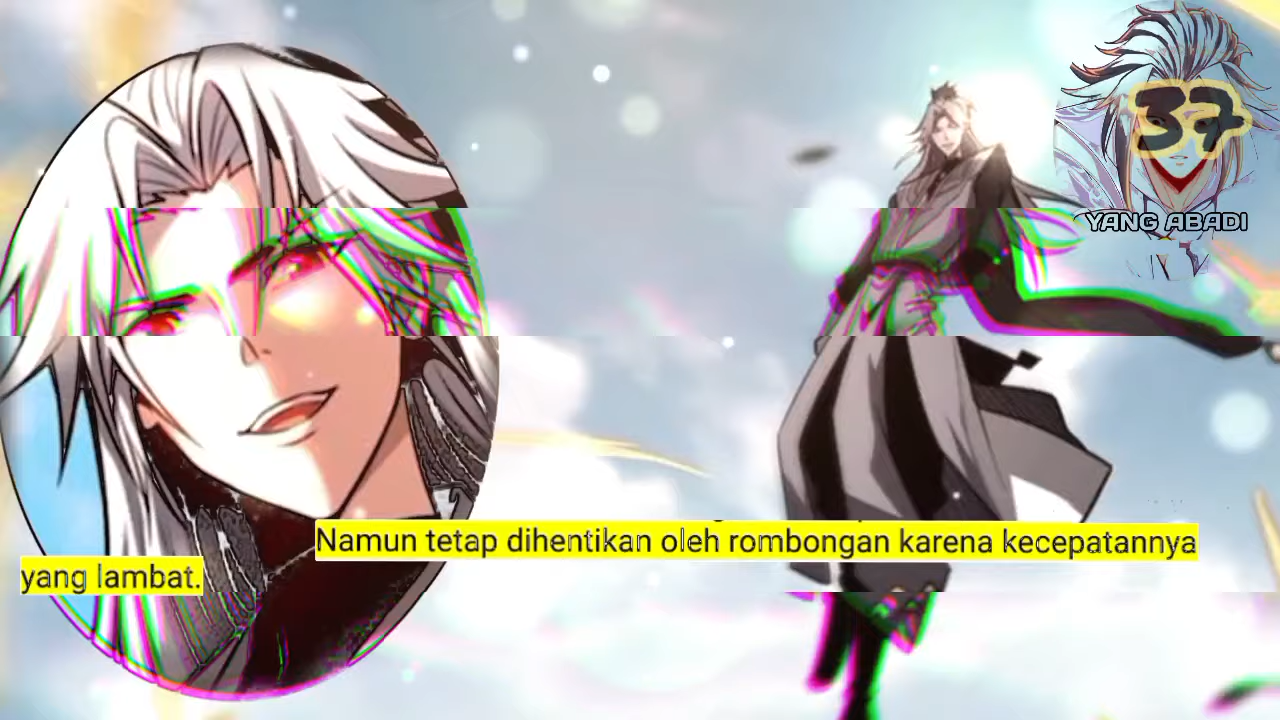 37
YANG ABADI
Namun tetap dihentikan oleh rombongan karena kecepatannya
yang lambat.